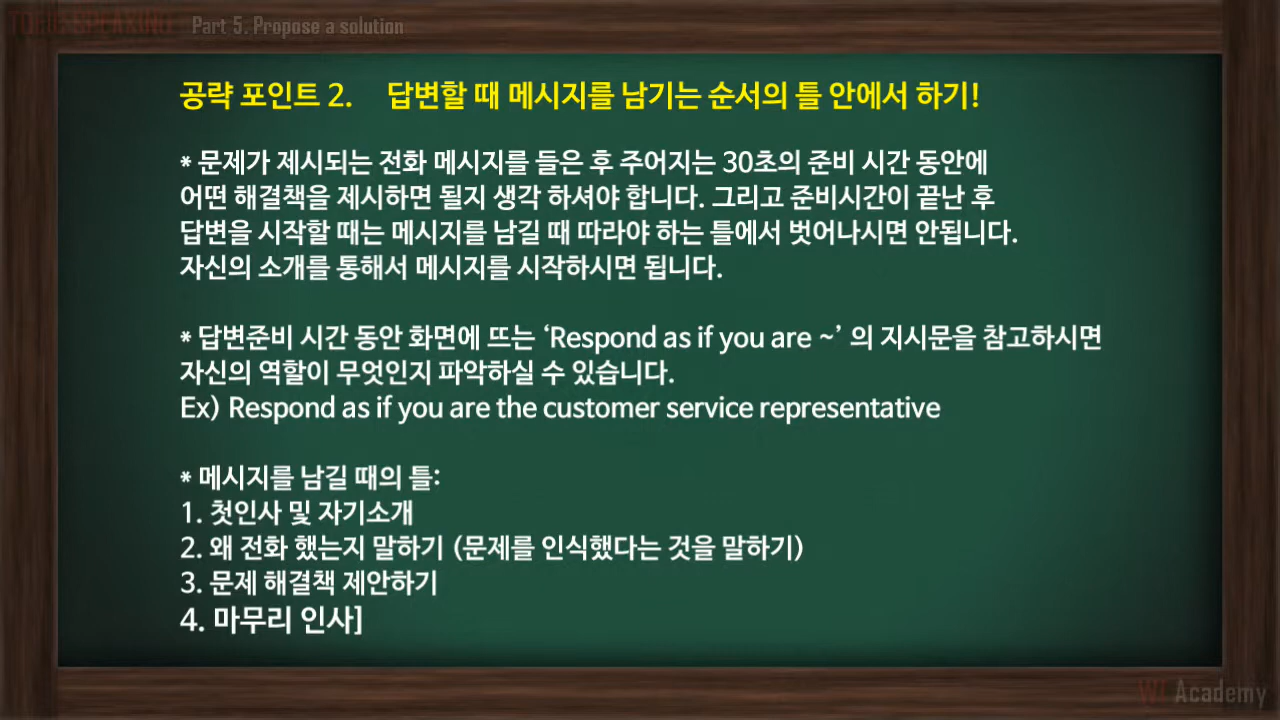 TOEIC SPEAKING Part 5. Propose a solution
공략 포인트 2. 답변할 때 메시지를 남기는 순서의 틀 안에서 하기!
* 문제가 제시되는 전화 메시지를 들은 후 주어지는 30초의 준비 시간 동안에
어떤 해결책을 제시하면 될지 생각 하셔야 합니다. 그리고 준비시간이 끝난 후
답변을 시작할 때는 메시지를 남길 때 따라야 하는 틀에서 벗어나시면 안됩니다.
자신의 소개를 통해서 메시지를 시작하시면 됩니다.
* 답변준비 시간 동안 화면에 뜨는 ‘Respond as if you are ~’ 의 지시문을 참고하시면
자신의 역할이 무엇인지 파악하실 수 있습니다.
Ex) Respond as if you are the customer service representative
* 메시지를 남길 때의 틀:
1. 첫인사 및 자기소개
2. 왜 전화 했는지 말하기 (문제를 인식했다는 것을 말하기)
3. 문제 해결책 제안하기
4. 마무리 인사]
Academy